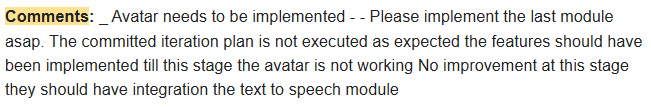 Comments: _ Avatar needs to be implemented - - Please implement the last module
asap. The committed iteration plan is not executed as expected the features should have
been implemented till this stage the avatar is not working No improvement at this stage
they should have integration the text to speech module